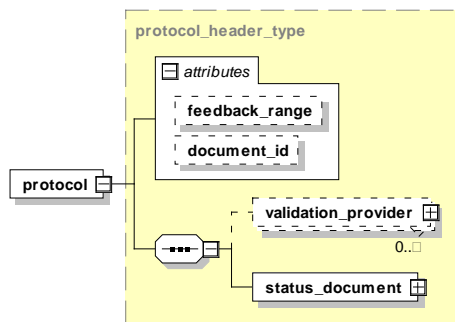 protocol_header_type
attributes
feedback_range
document_id
protocol
validation_provider
0..□
status_document